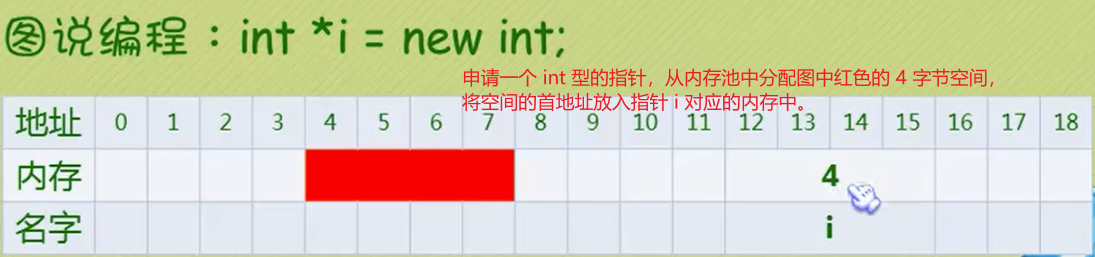 图说编程：int *i = new int;
申请一个 int 型的指针，从内存池中分配图中红色的 4 字节空间，
将空间的首地址放入指针 i 对应的内存中。
地址 0 1 2 3 4 5 6 7 8 9 10 11 12 13 14 15 16 17 18
内存 4
名字 i